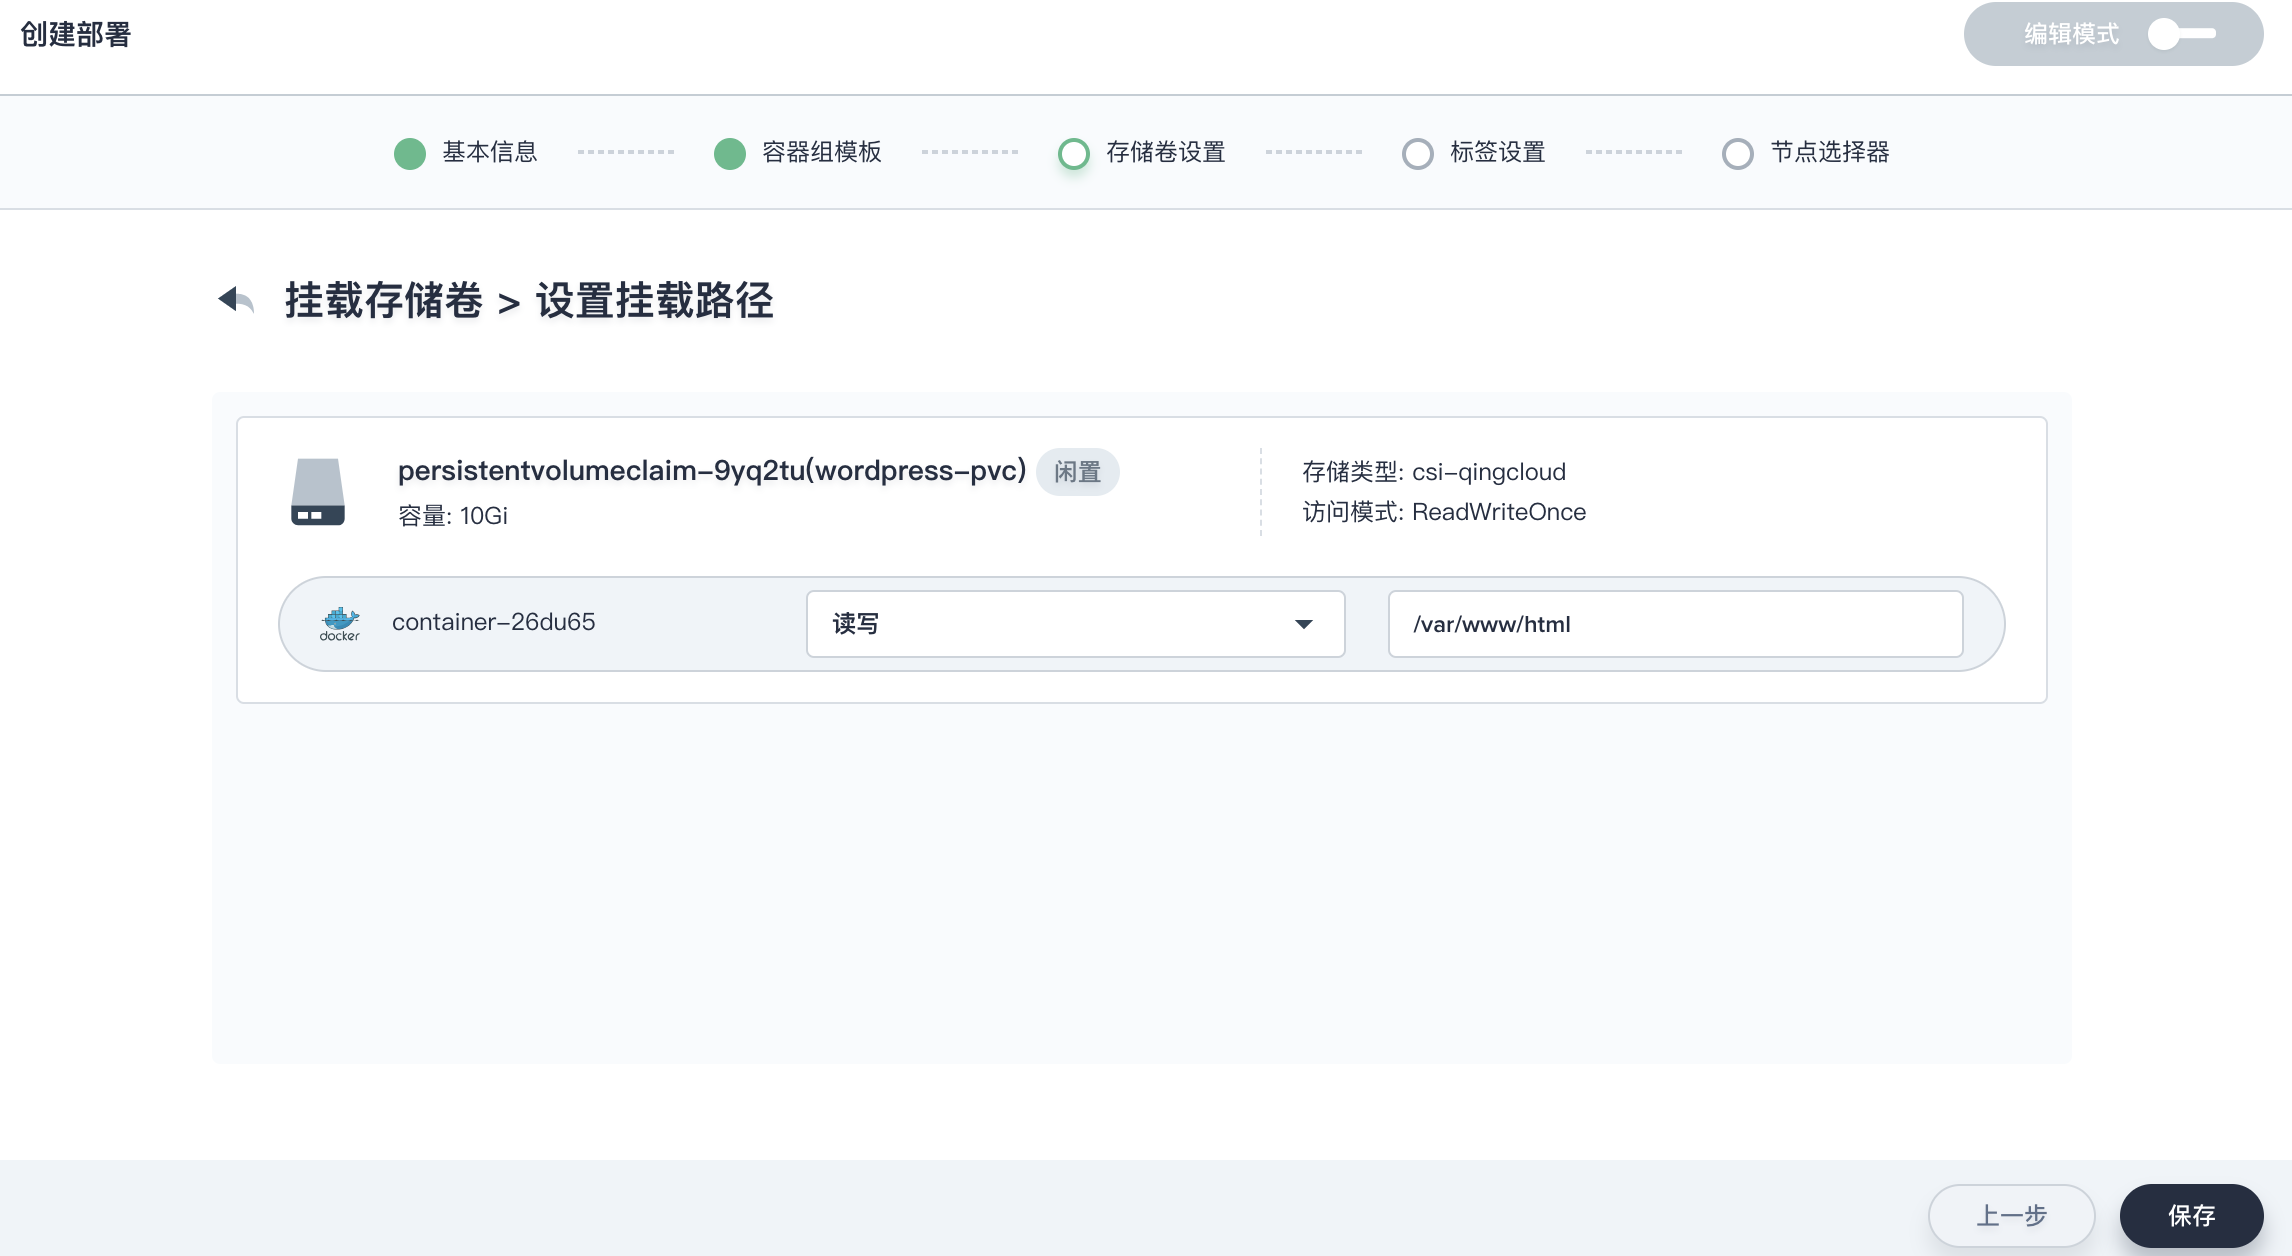 创建部署
编辑模式
基本信息
容器组模板
存储卷设置
标签设置
节点选择器
挂载存储卷 > 设置挂载路径
persistentvolumeclaim-9yq2tu(wordpress-pvc) 闲置
容量: 10Gi
存储类型: csi-qingcloud
访问模式: ReadWriteOnce
docker
container-26du65
读写
/var/www/html
上一步
保存